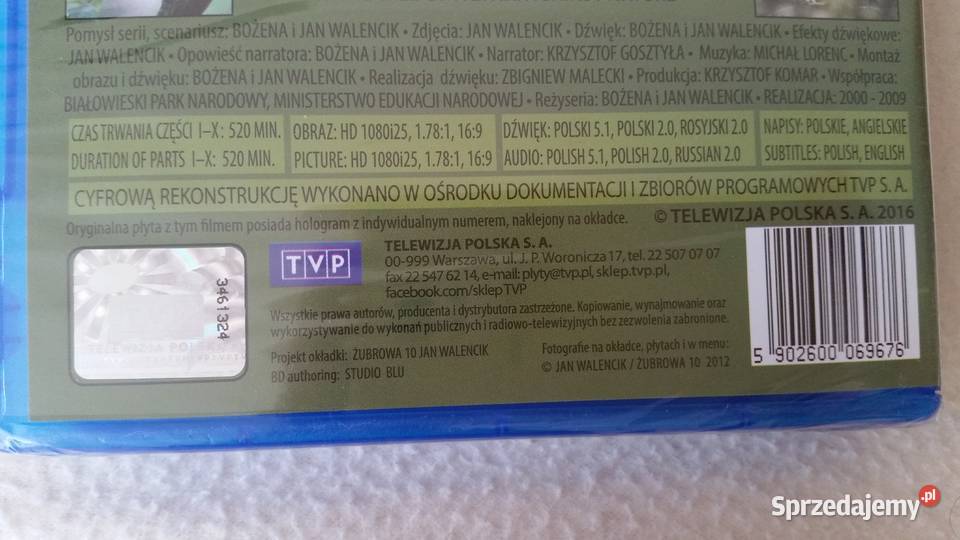 Pomysł serii, scenariusz: BOŻENA i JAN WALENCIK • Zdjęcia: JAN WALENCIK • Dźwięk: BOŻENA i JAN WALENCIK • Efekty dźwiękowe:
JAN WALENCIK • Opowieść narratora: BOŻENA i JAN WALENCIK • Narrator: KRZYSZTOF GOSZTYŁA • Muzyka: MICHAŁ LORENC • Montaż
obrazu i dźwięku: BOŻENA i JAN WALENCIK • Realizacja dźwięku: ZBIGNIEW MALECKI • Produkcja: KRZYSZTOF KOMAR • Współpraca:
BIAŁOWIESKI PARK NARODOWY, MINISTERSTWO EDUKACJI NARODOWEJ • Reżyseria: BOŻENA i JAN WALENCIK • REALIZACJA: 2000 - 2009
CZAS TRWANIA CZĘŚCI I–X: 520 MIN.
DURATION OF PARTS I–X: 520 MIN.
OBRAZ: HD 1080i25, 1.78:1, 16:9
PICTURE: HD 1080i25, 1.78:1, 16:9
DŹWIĘK: POLSKI 5.1, POLSKI 2.0, ROSYJSKI 2.0
AUDIO: POLISH 5.1, POLISH 2.0, RUSSIAN 2.0
NAPISY: POLSKIE, ANGIELSKIE
SUBTITLES: POLISH, ENGLISH
CYFROWĄ REKONSTRUKCJĘ WYKONANO W OŚRODKU DOKUMENTACJI I ZBIORÓW PROGRAMOWYCH TVP S. A.
Oryginalna płyta z tym filmem posiada hologram z indywidualnym numerem, naklejony na okładce.
© TELEWIZJA POLSKA S. A. 2016
3461324
TELEWIZJA POLSKA
TVP
TELEWIZJA POLSKA S. A.
00-999 Warszawa, ul. J. P. Woronicza 17, tel. 22 507 07 07
fax 22 547 62 14, e-mail: plyty@tvp.pl, sklep.tvp.pl,
facebook.com/sklep TVP
Wszystkie prawa autorów, producenta i dystrybutora zastrzeżone. Kopiowanie, wynajmowanie oraz
wykorzystywanie do wykonań publicznych i radiowo-telewizyjnych bez zezwolenia zabronione.
Projekt okładki: ŻUBROWA 10 JAN WALENCIK
BD authoring: STUDIO BLU
Fotografie na okładce, płytach i w menu:
© JAN WALENCIK / ŻUBROWA 10 2012
5 902600 069676
Sprzedajemy.pl